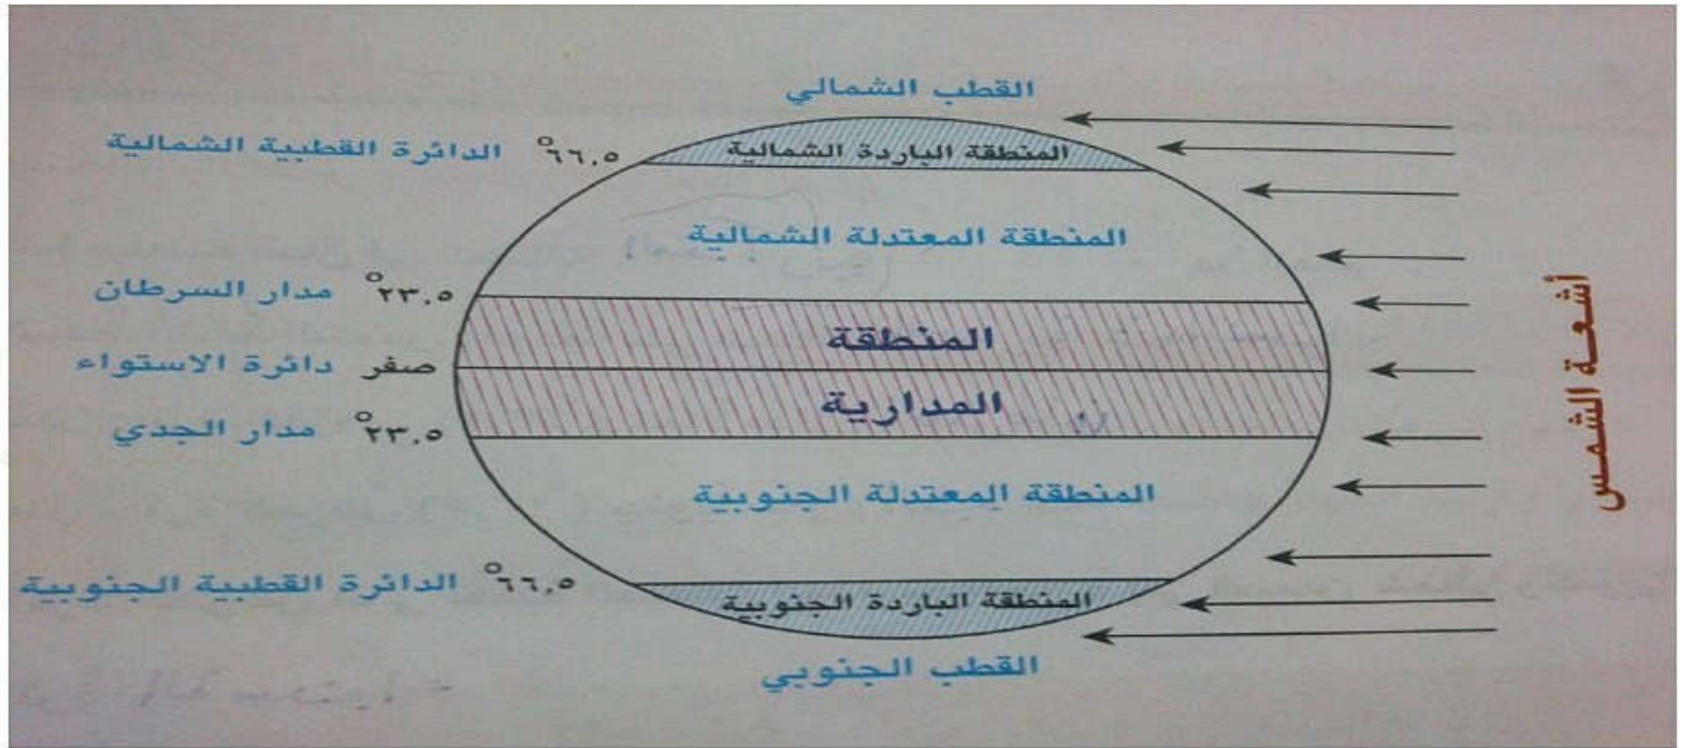 القطب الشمالي
الدائرة القطبية الشمالية ٦٦,٥°
المنطقة الباردة الشمالية
المنطقة المعتدلة الشمالية
مدار السرطان ٢٣,٥°
المنطقة
دائرة الاستواء صفر
المدارية
مدار الجدي ٢٣,٥°
المنطقة المعتدلة الجنوبية
الدائرة القطبية الجنوبية ٦٦,٥°
المنطقة الباردة الجنوبية
القطب الجنوبي
أشعة الشمس